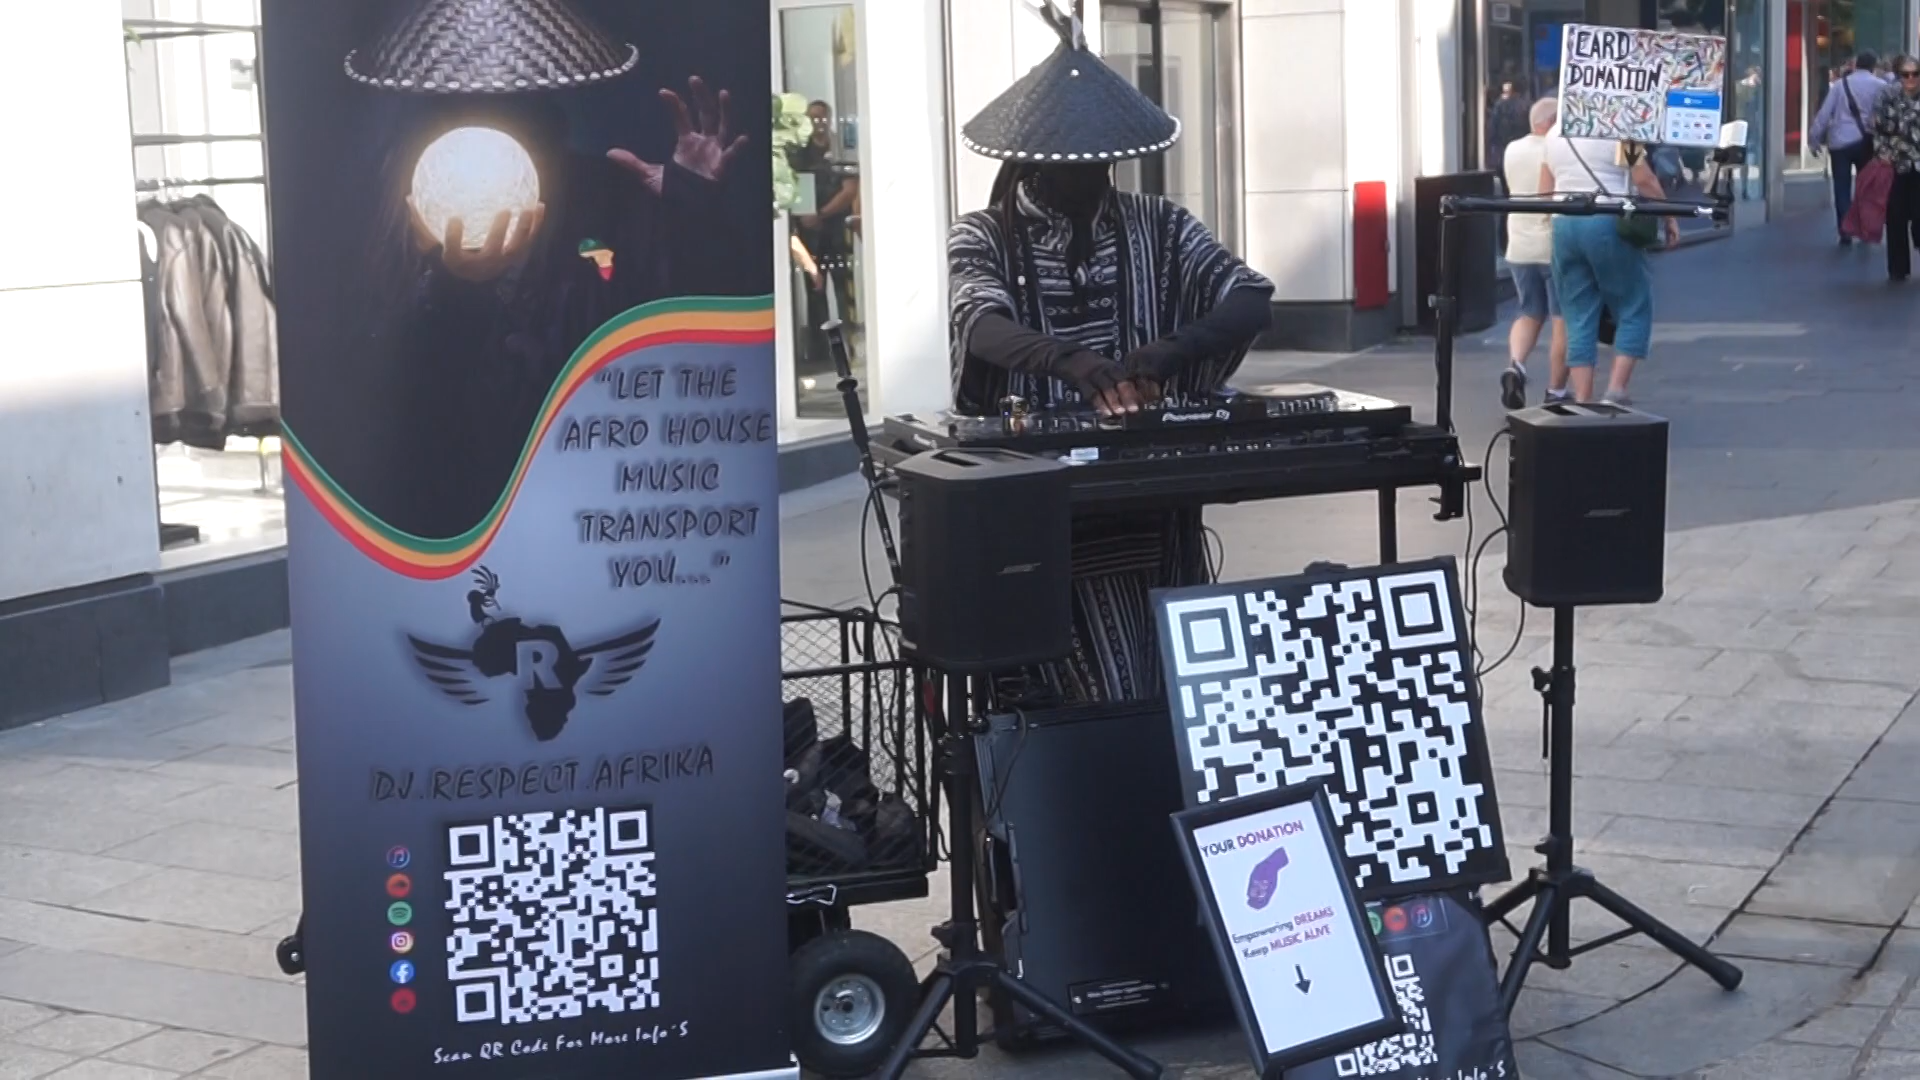 "LET THE
AFRO HOUSE
MUSIC
TRANSPORT
YOU...."
R
DJ.RESPECT.AFRIKA
Scan QR Code For More Info'S
CARD
DONATION
Pioneer DJ
BOSE
BOSE
YOUR DONATION
Empowering DREAMS
Keep MUSIC ALIVE
Info'S